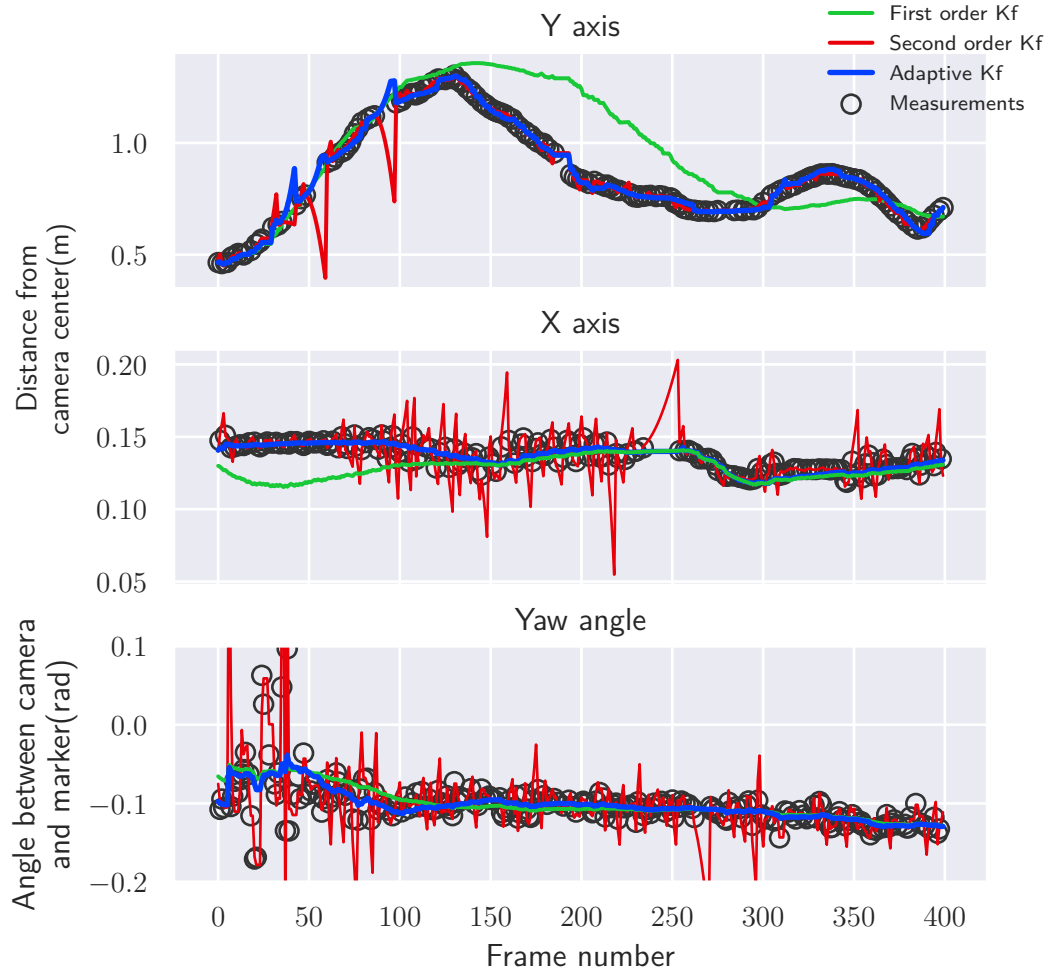 Y axis
First order Kf
Second order Kf
Adaptive Kf
Measurements
1.0
0.5
Distance from
camera center(m)
X axis
0.20
0.15
0.10
0.05
Yaw angle
Angle between camera
and marker(rad)
0.1
0.0
−0.1
−0.2
0 50 100 150 200 250 300 350 400
Frame number